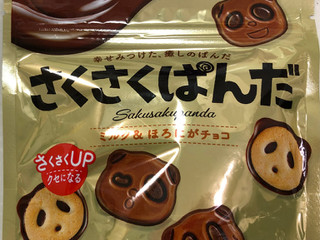 幸せみつけた、癒しのぱんだ
さくさくぱんだ
Sakusakupanda
ミルク&ほろにがチョコ
さくさくUP
クセになる